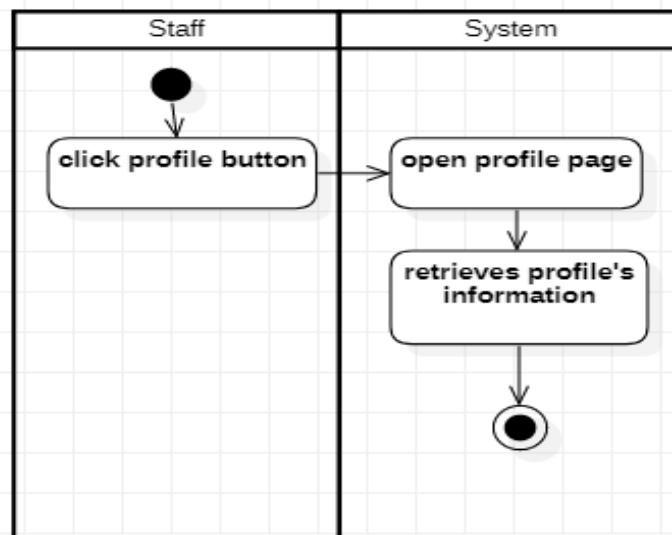 Staff
System
click profile button
open profile page
retrieves profile's
information